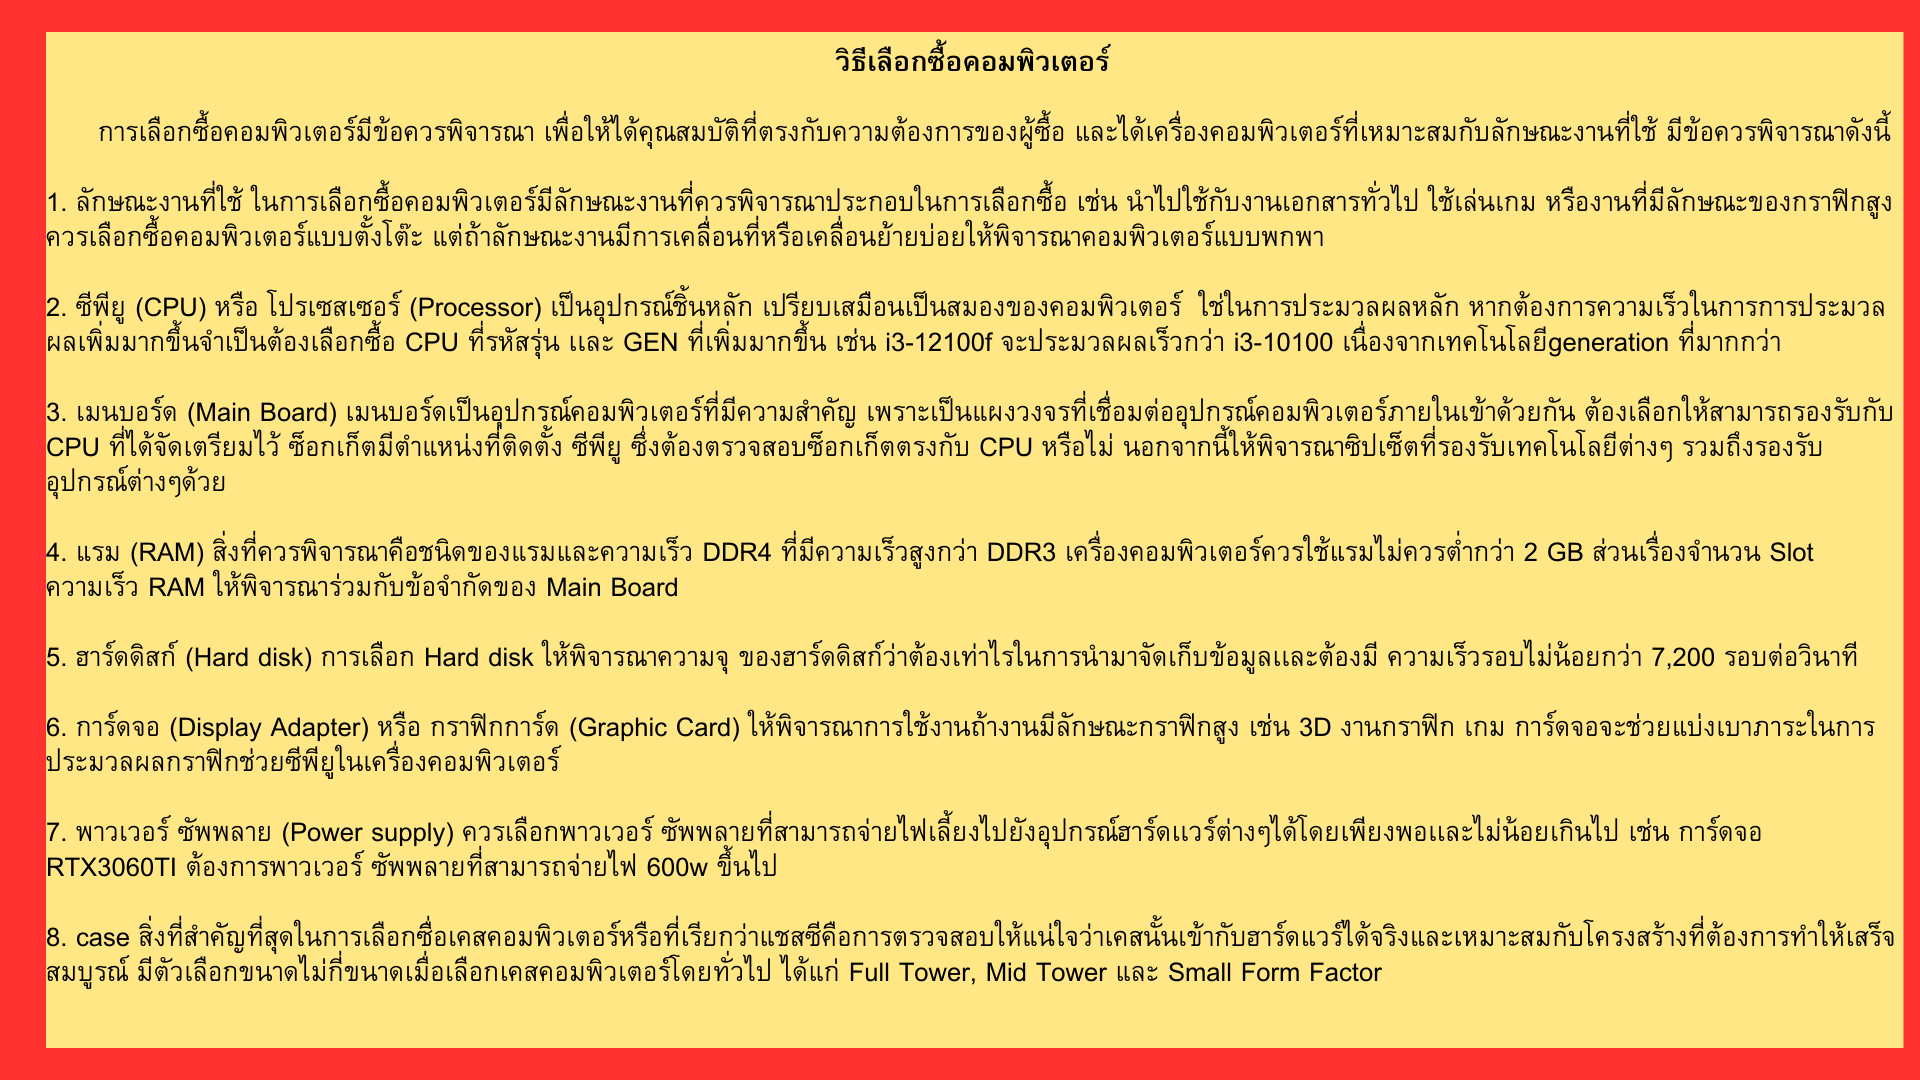 วิธีเลือกซื้อคอมพิวเตอร์
การเลือกซื้อคอมพิวเตอร์มีข้อควรพิจารณา เพื่อให้ได้คุณสมบัติที่ตรงกับความต้องการของผู้ซื้อ และได้เครื่องคอมพิวเตอร์ที่เหมาะสมกับลักษณะงานที่ใช้ มีข้อควรพิจารณาดังนี้
1. ลักษณะงานที่ใช้ ในการเลือกซื้อคอมพิวเตอร์มีลักษณะงานที่ควรพิจารณาประกอบในการเลือกซื้อ เช่น นำไปใช้กับงานเอกสารทั่วไป ใช้เล่นเกม หรืองานที่มีลักษณะของกราฟิกสูง
ควรเลือกซื้อคอมพิวเตอร์แบบตั้งโต๊ะ แต่ถ้าลักษณะงานมีการเคลื่อนที่หรือเคลื่อนย้ายบ่อยให้พิจารณาคอมพิวเตอร์แบบพกพา
2. ซีพียู (CPU) หรือ โปรเซสเซอร์ (Processor) เป็นอุปกรณ์ชิ้นหลัก เปรียบเสมือนเป็นสมองของคอมพิวเตอร์  ใช่ในการประมวลผลหลัก หากต้องการความเร็วในการการประมวล
ผลเพิ่มมากขึ้นจำเป็นต้องเลือกซื้อ CPU ที่รหัสรุ่น และ GEN ที่เพิ่มมากขึ้น เช่น i3-12100f จะประมวลผลเร็วกว่า i3-10100 เนื่องจากเทคโนโลยีgeneration ที่มากกว่า
3. เมนบอร์ด (Main Board) เมนบอร์ดเป็นอุปกรณ์คอมพิวเตอร์ที่มีความสำคัญ เพราะเป็นแผงวงจรที่เชื่อมต่ออุปกรณ์คอมพิวเตอร์ภายในเข้าด้วยกัน ต้องเลือกให้สามารถรองรับกับ
CPU ที่ได้จัดเตรียมไว้ ซ็อกเก็ตมีตำแหน่งที่ติดตั้ง ซีพียู ซึ่งต้องตรวจสอบซ็อกเก็ตตรงกับ CPU หรือไม่ นอกจากนี้ให้พิจารณาซิปเซ็ตที่รองรับเทคโนโลยีต่างๆ รวมถึงรองรับ
อุปกรณ์ต่างๆด้วย
4. แรม (RAM) สิ่งที่ควรพิจารณาคือชนิดของแรมและความเร็ว DDR4 ที่มีความเร็วสูงกว่า DDR3 เครื่องคอมพิวเตอร์ควรใช้แรมไม่ควรต่ำกว่า 2 GB ส่วนเรื่องจำนวน Slot
ความเร็ว RAM ให้พิจารณาร่วมกับข้อจำกัดของ Main Board
5. ฮาร์ดดิสก์ (Hard disk) การเลือก Hard disk ให้พิจารณาความจุ ของฮาร์ดดิสก์ว่าต้องเท่าไรในการนำมาจัดเก็บข้อมูลและต้องมี ความเร็วรอบไม่น้อยกว่า 7,200 รอบต่อวินาที
6. การ์ดจอ (Display Adapter) หรือ กราฟิกการ์ด (Graphic Card) ให้พิจารณาการใช้งานถ้างานมีลักษณะกราฟิกสูง เช่น 3D งานกราฟิก เกม การ์ดจอจะช่วยแบ่งเบาภาระในการ
ประมวลผลกราฟิกช่วยซีพียูในเครื่องคอมพิวเตอร์
7. พาวเวอร์ ซัพพลาย (Power supply) ควรเลือกพาวเวอร์ ซัพพลายที่สามารถจ่ายไฟเลี้ยงไปยังอุปกรณ์ฮาร์ดแวร์ต่างๆได้โดยเพียงพอและไม่น้อยเกินไป เช่น การ์ดจอ
RTX3060TI ต้องการพาวเวอร์ ซัพพลายที่สามารถจ่ายไฟ 600w ขึ้นไป
8. case สิ่งที่สำคัญที่สุดในการเลือกซื่อเคสคอมพิวเตอร์หรือที่เรียกว่าแชสซีคือการตรวจสอบให้แน่ใจว่าเคสนั้นเข้ากับฮาร์ดแวร์ได้จริงและเหมาะสมกับโครงสร้างที่ต้องการทำให้เสร็จ
สมบูรณ์ มีตัวเลือกขนาดไม่กี่ขนาดเมื่อเลือกเคสคอมพิวเตอร์โดยทั่วไป ได้แก่ Full Tower, Mid Tower และ Small Form Factor